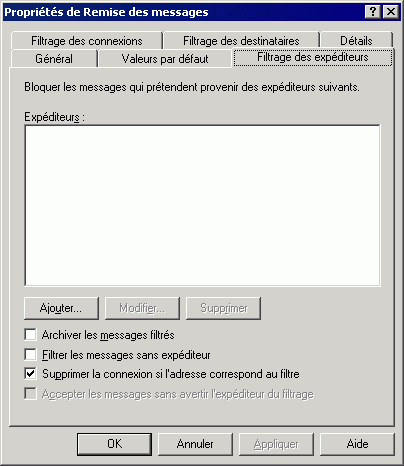 Propriétés de Remise des messages
Filtrage des connexions
Filtrage des destinataires
Détails
Général
Valeurs par défaut
Filtrage des expéditeurs
Bloquer les messages qui prétendent provenir des expéditeurs suivants.
Expéditeurs :
Ajouter...
Modifier...
Supprimer
Archiver les messages filtrés
Filtrer les messages sans expéditeur
Supprimer la connexion si l'adresse correspond au filtre
Accepter les messages sans avertir l'expéditeur du filtrage
OK
Annuler
Appliquer
Aide